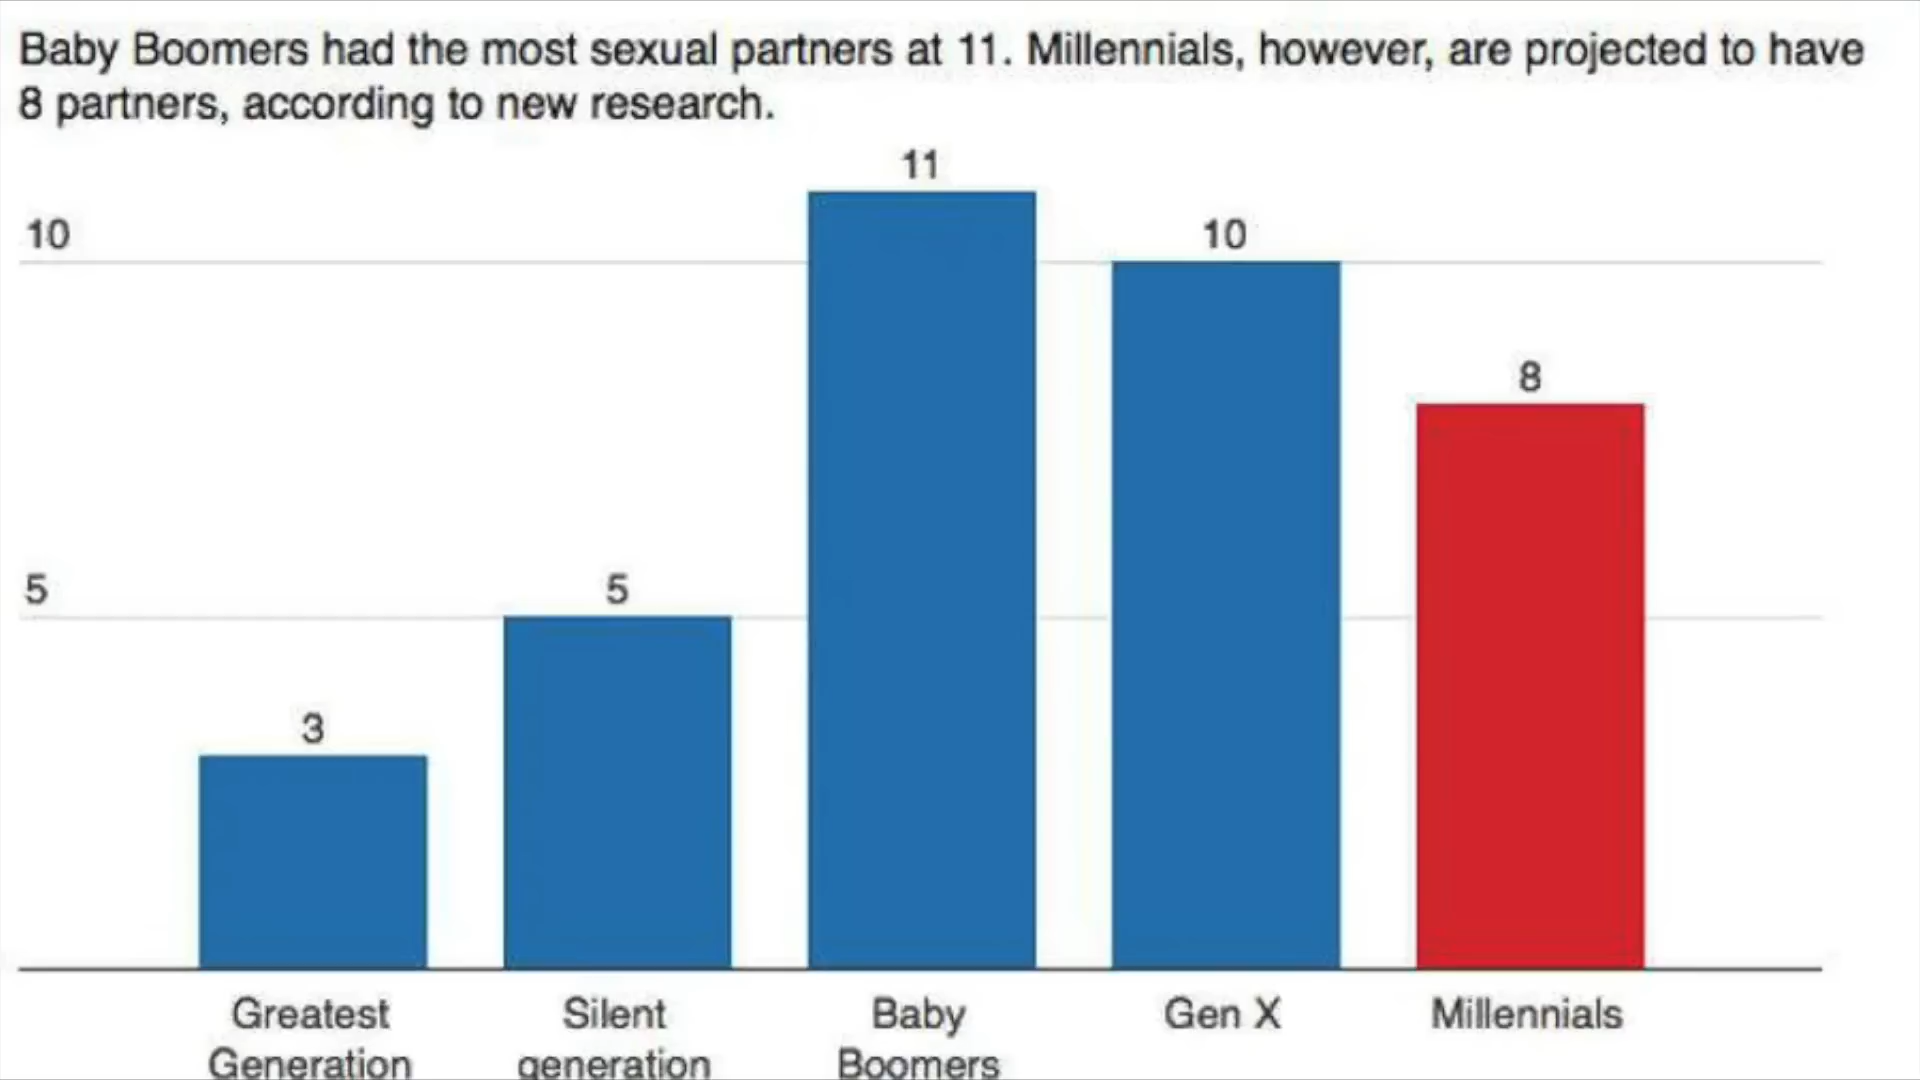 Baby Boomers had the most sexual partners at 11. Millennials, however, are projected to have
8 partners, according to new research.
11
10
10
8
5
5
3
Greatest Silent Baby Gen X Millennials
Generation generation Boomers